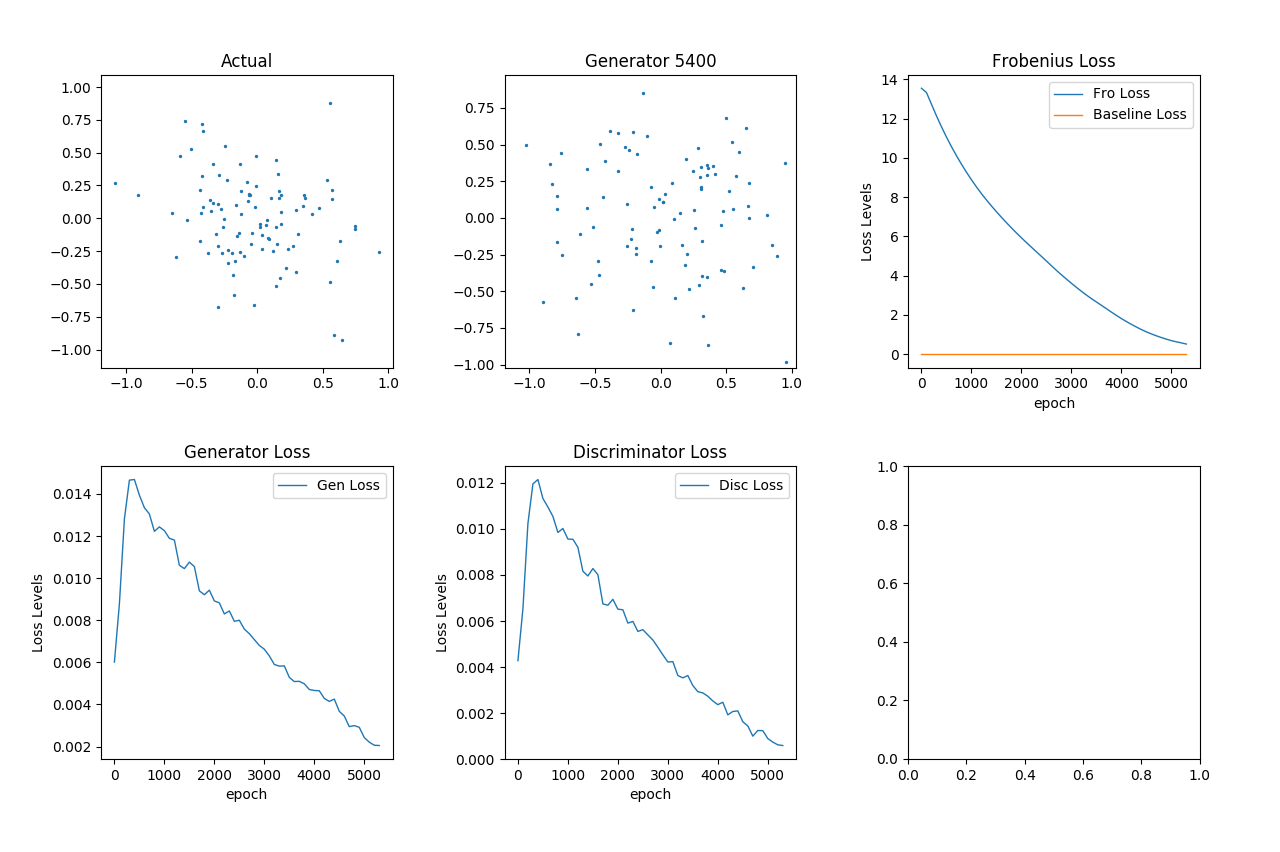 Actual
1.00
0.75
0.50
0.25
0.00
−0.25
−0.50
−0.75
−1.00
−1.0 −0.5 0.0 0.5 1.0
Generator 5400
0.75
0.50
0.25
0.00
−0.25
−0.50
−0.75
−1.00
−1.0 −0.5 0.0 0.5 1.0
Frobenius Loss
Fro Loss
Baseline Loss
Loss Levels
14
12
10
8
6
4
2
0
0 1000 2000 3000 4000 5000
epoch
Generator Loss
Gen Loss
Loss Levels
0.014
0.012
0.010
0.008
0.006
0.004
0.002
0 1000 2000 3000 4000 5000
epoch
Discriminator Loss
Disc Loss
Loss Levels
0.012
0.010
0.008
0.006
0.004
0.002
0.000
0 1000 2000 3000 4000 5000
epoch
1.0
0.8
0.6
0.4
0.2
0.0
0.0 0.2 0.4 0.6 0.8 1.0